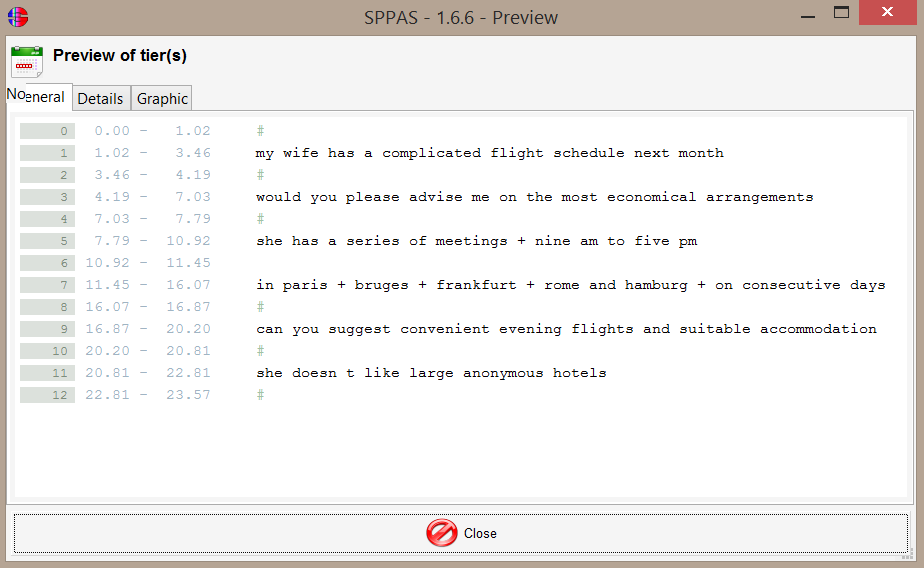 SPPAS - 1.6.6 - Preview
Preview of tier(s)
No eneral Details Graphic
0 0.00 - 1.02 #
1 1.02 - 3.46 my wife has a complicated flight schedule next month
2 3.46 - 4.19 #
3 4.19 - 7.03 would you please advise me on the most economical arrangements
4 7.03 - 7.79 #
5 7.79 - 10.92 she has a series of meetings + nine am to five pm
6 10.92 - 11.45
7 11.45 - 16.07 in paris + bruges + frankfurt + rome and hamburg + on consecutive days
8 16.07 - 16.87 #
9 16.87 - 20.20 can you suggest convenient evening flights and suitable accommodation
10 20.20 - 20.81 #
11 20.81 - 22.81 she doesn t like large anonymous hotels
12 22.81 - 23.57 #
Close